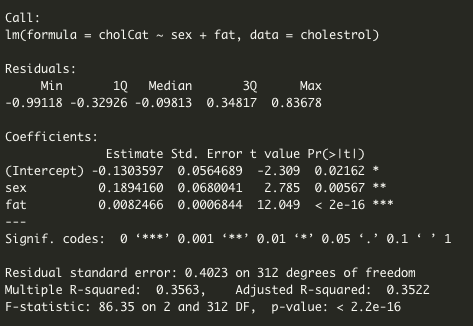 Call:
lm(formula = cholCat ~ sex + fat, data = cholestrol)
Residuals:
Min 1Q Median 3Q Max
-0.99118 -0.32926 -0.09813 0.34817 0.83678
Coefficients:
Estimate Std. Error t value Pr(>|t|)
(Intercept) -0.1303597 0.0564689 -2.309 0.02162 *
sex 0.1894160 0.0680041 2.785 0.00567 **
fat 0.0082466 0.0006844 12.049 < 2e-16 ***
---
Signif. codes: 0 ‘***’ 0.001 ‘**’ 0.01 ‘*’ 0.05 ‘.’ 0.1 ‘ ’ 1
Residual standard error: 0.4023 on 312 degrees of freedom
Multiple R-squared: 0.3563, Adjusted R-squared: 0.3522
F-statistic: 86.35 on 2 and 312 DF, p-value: < 2.2e-16